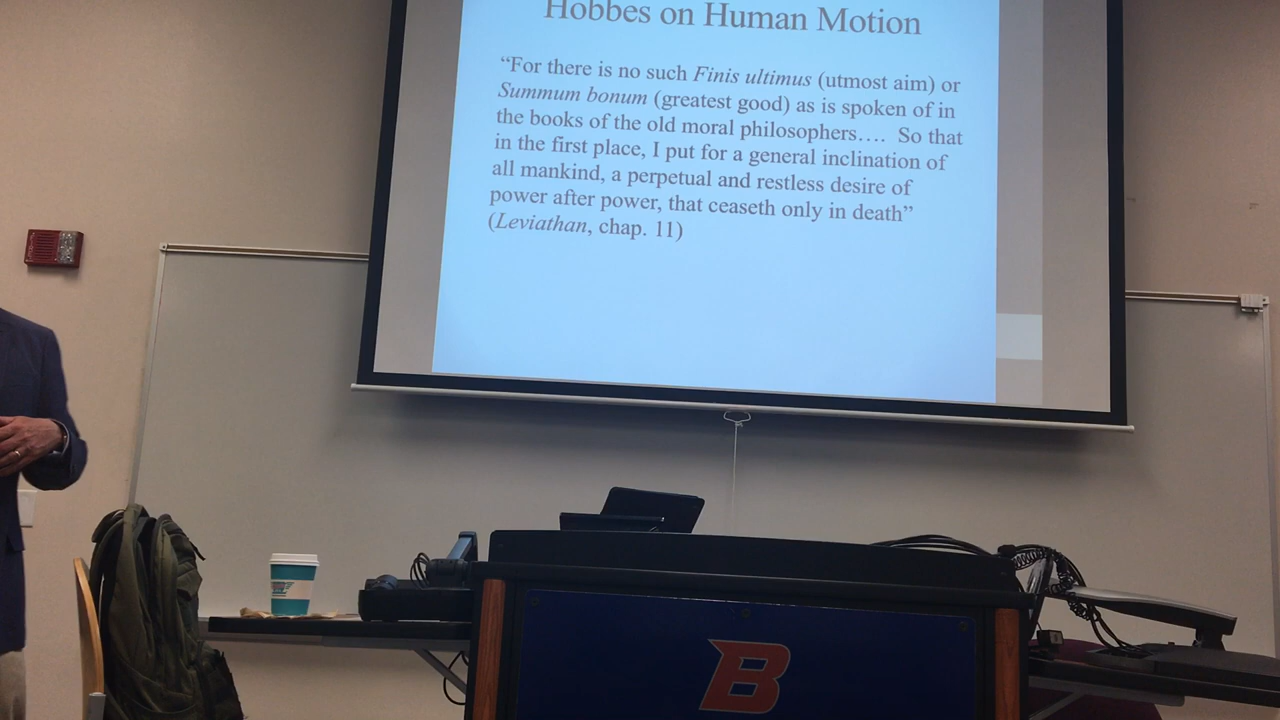 Hobbes on Human Motion
“For there is no such Finis ultimus (utmost aim) or
Summum bonum (greatest good) as is spoken of in
the books of the old moral philosophers…. So that
in the first place, I put for a general inclination of
all mankind, a perpetual and restless desire of
power after power, that ceaseth only in death”
(Leviathan, chap. 11)
B